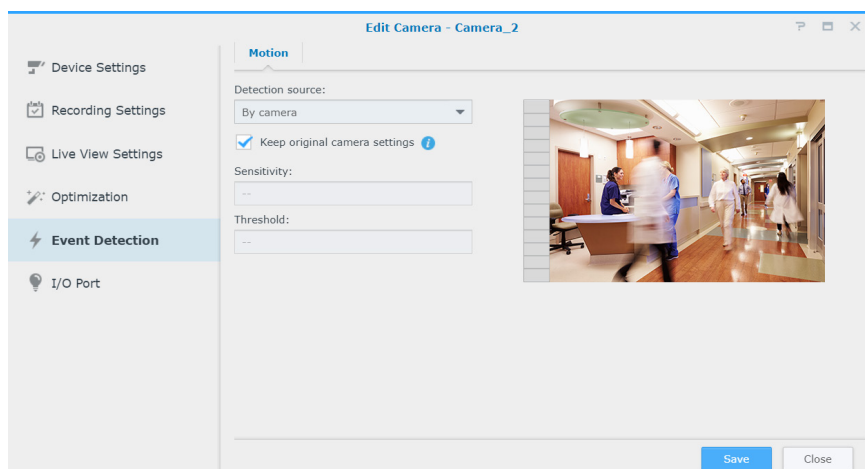 Edit Camera - Camera_2
Device Settings
Recording Settings
Live View Settings
Optimization
Event Detection
I/O Port
Motion
Detection source:
By camera
Keep original camera settings
Sensitivity:
--
Threshold:
--
Save
Close